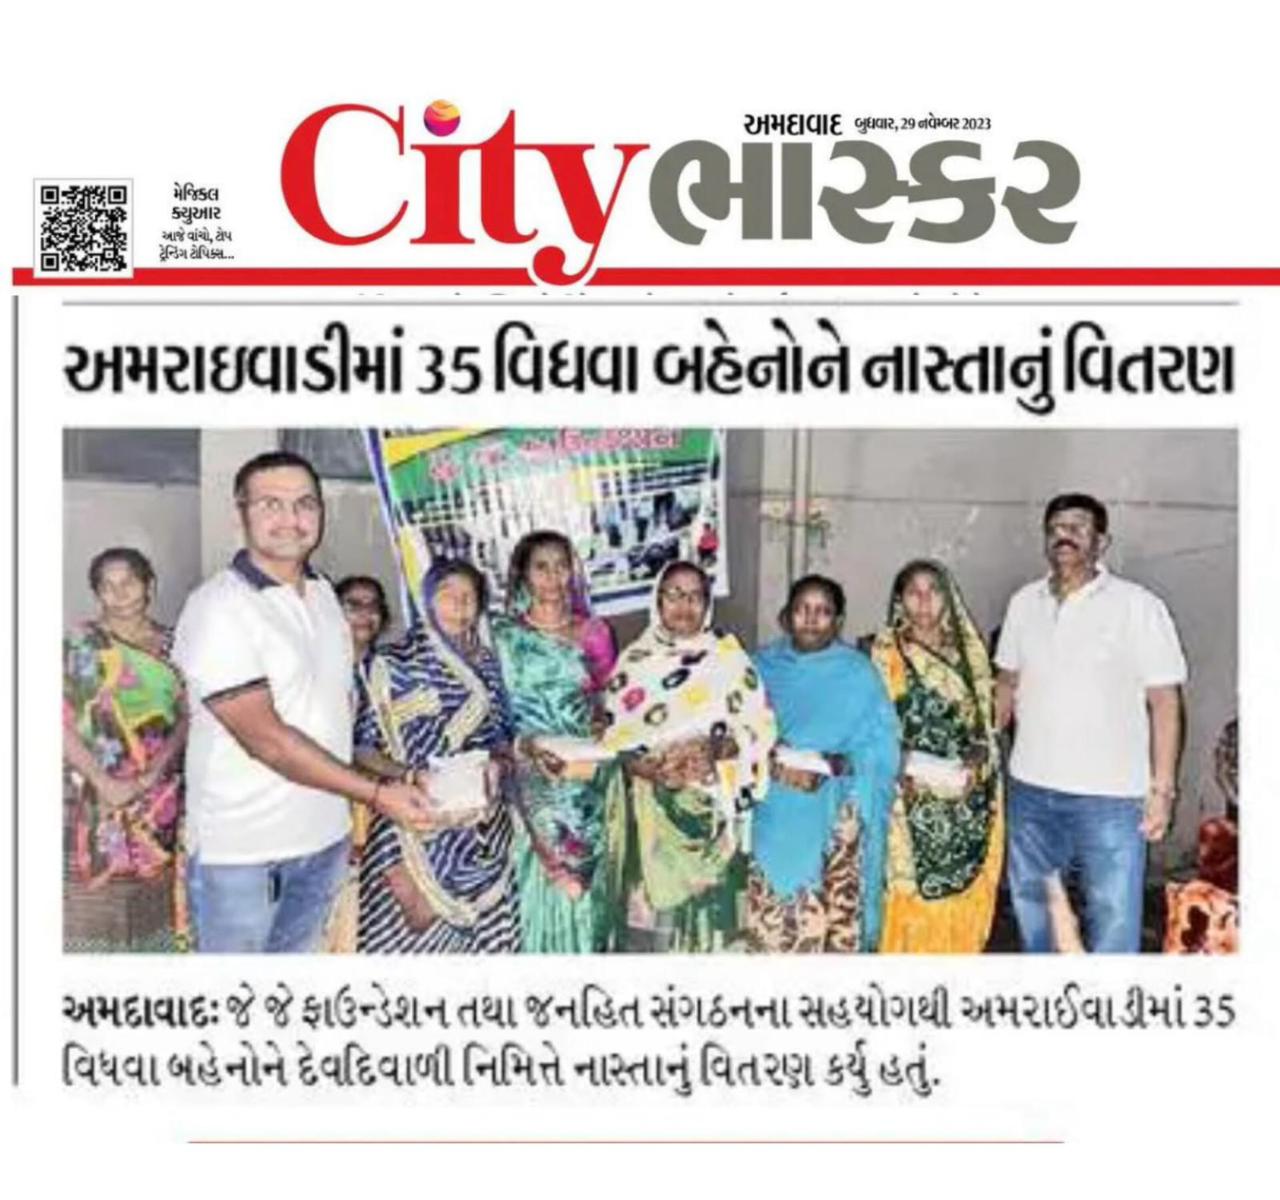 અમદાવાદ બુધવાર, 29 નવેમ્બર 2023
City ભાસ્કર
મેજિકલ
ક્યુઆર
આજે વાંચો, ટોપ
ટ્રેન્ડિંગ ટોપિક્સ...
અમરાઇવાડીમાં 35 વિધવા બહેનોને નાસ્તાનું વિતરણ
અમદાવાદ: જે જે ફાઉન્ડેશન તથા જનહિત સંગઠનના સહયોગથી અમરાઈવાડીમાં 35
વિધવા બહેનોને દેવદિવાળી નિમિત્તે નાસ્તાનું વિતરણ કર્યુ હતું.